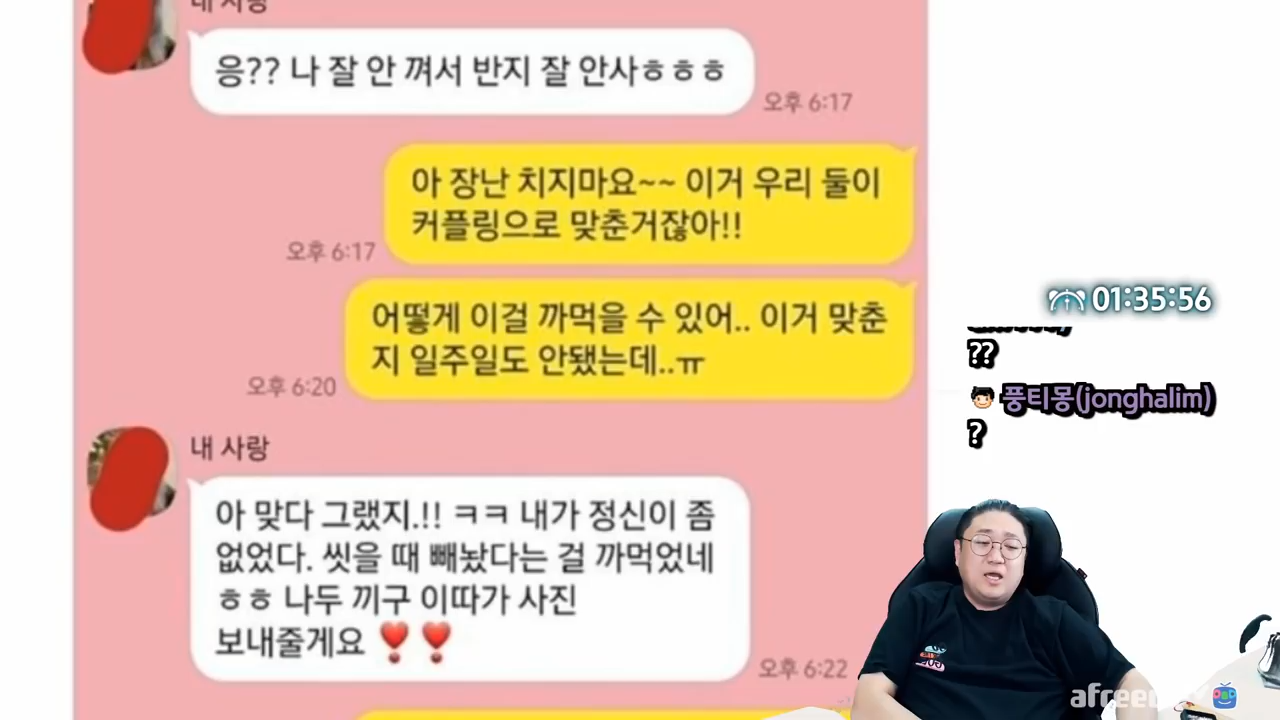 내 사랑
응?? 나 잘 안 껴서 반지 잘 안사ㅎㅎㅎ
오후 6:17
아 장난 치지마요~~ 이거 우리 둘이
커플링으로 맞춘거잖아!!
오후 6:17
어떻게 이걸 까먹을 수 있어.. 이거 맞춘
지 일주일도 안됐는데..ㅠ
오후 6:20
내 사랑
아 맞다 그랬지.!! ㅋㅋ 내가 정신이 좀
없었다. 씻을 때 빼놨다는 걸 까먹었네
ㅎㅎ 나두 끼구 이따가 사진
보내줄게요 ❣️❣️
오후 6:22
01:35:56
??
풍티몽(jonghalim)
?